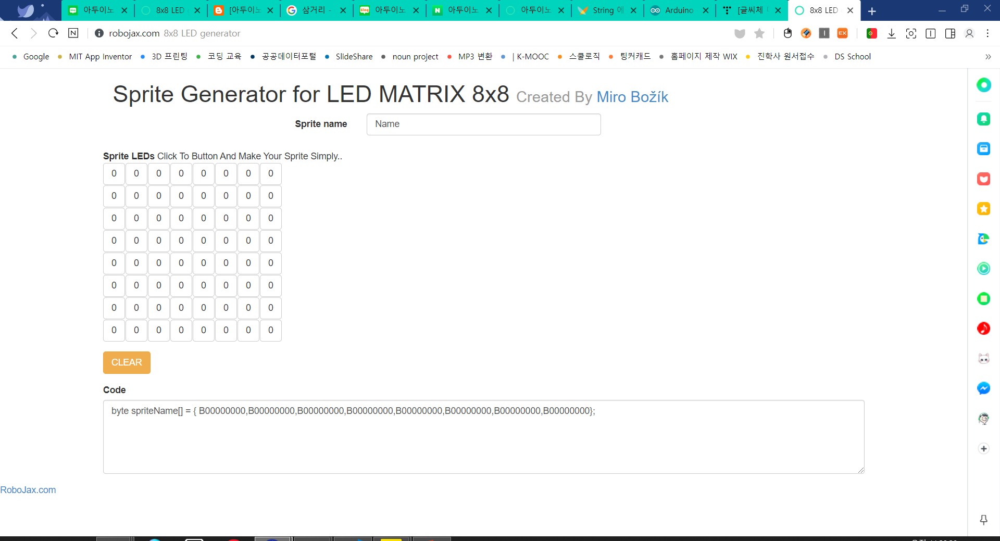 아두이노 8x8 LED [아두이노 삼거리 - 아두이노 아두이노 아두이노 String 에 Arduino [글씨체 8x8 LED
robojax.com 8x8 LED generator
Google MIT App Inventor 3D 프린팅 코딩 교육 공공데이터포털 SlideShare noun project MP3 변환 | K-MOOC 스쿨로직 팅커캐드 홈페이지 제작 WIX 진학사 원서접수 DS School
Sprite Generator for LED MATRIX 8x8 Created By Miro Božík
Sprite name Name
Sprite LEDs Click To Button And Make Your Sprite Simply..
0 0 0 0 0 0 0 0
0 0 0 0 0 0 0 0
0 0 0 0 0 0 0 0
0 0 0 0 0 0 0 0
0 0 0 0 0 0 0 0
0 0 0 0 0 0 0 0
0 0 0 0 0 0 0 0
0 0 0 0 0 0 0 0
CLEAR
Code
byte spriteName[] = { B00000000,B00000000,B00000000,B00000000,B00000000,B00000000,B00000000,B00000000};
RoboJax.com